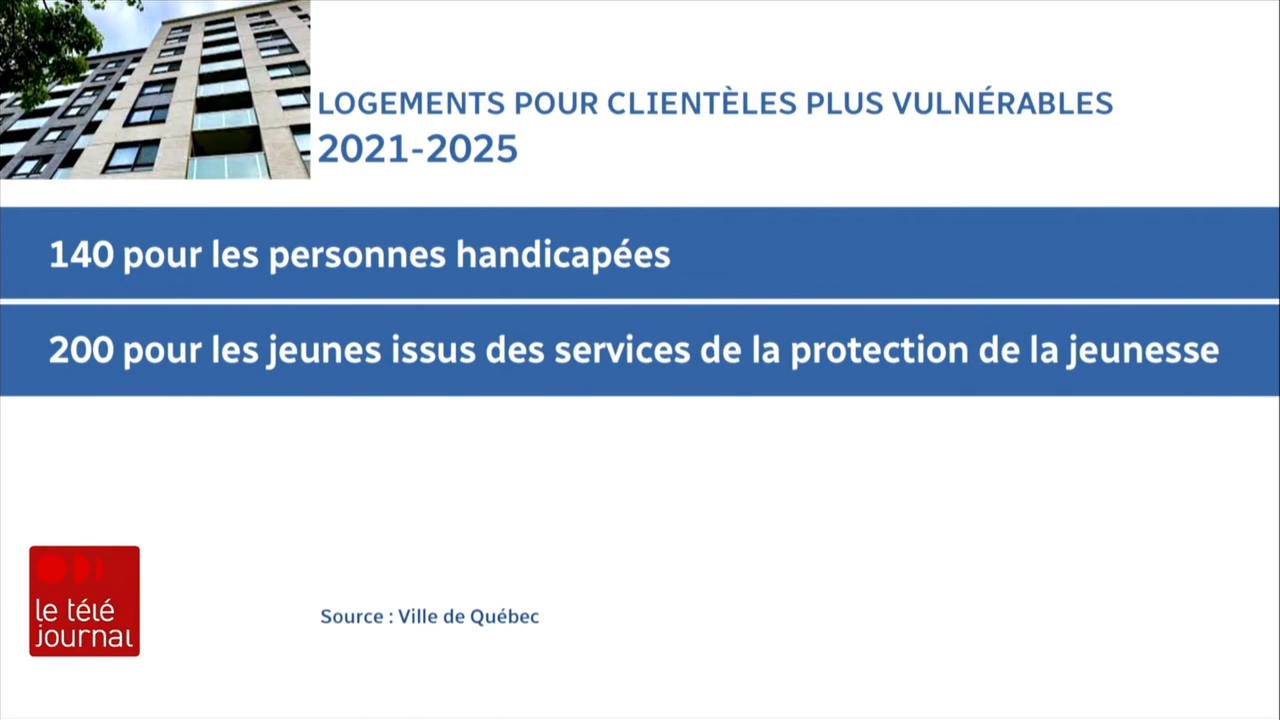 LOGEMENTS POUR CLIENTÈLES PLUS VULNÉRABLES
2021-2025
140 pour les personnes handicapées
200 pour les jeunes issus des services de la protection de la jeunesse
le télé
journal
Source : Ville de Québec